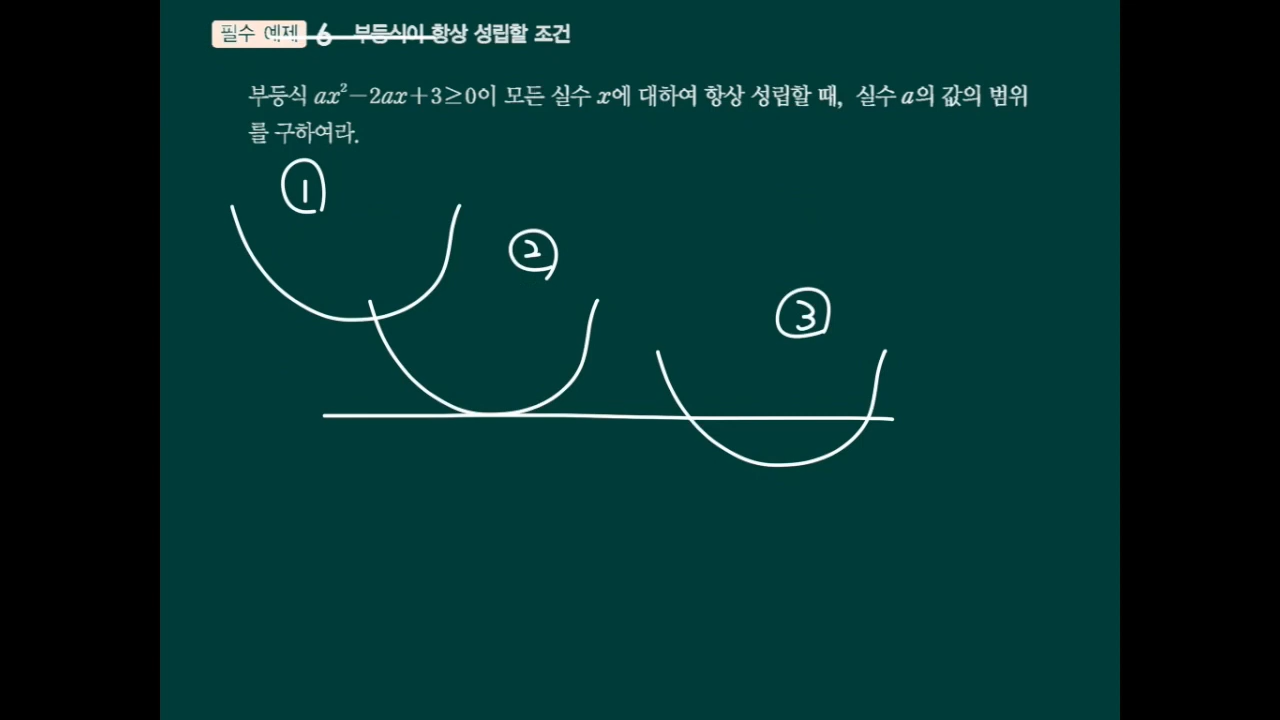 필수 예제 6 부등식이 항상 성립할 조건
부등식 ax²-2ax+3≥0이 모든 실수 x에 대하여 항상 성립할 때, 실수 a의 값의 범위
를 구하여라.
①
②
③